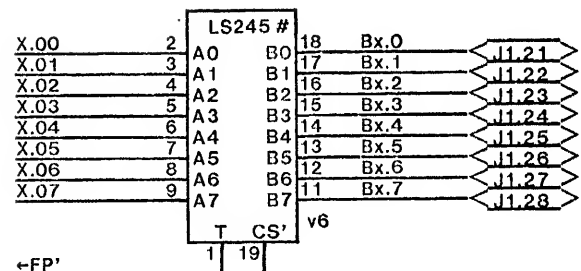 LS245 #
X.00 2 A0 B0 18 Bx.0 J1.21
X.01 3 A1 B1 17 Bx.1 J1.22
X.02 4 A2 B2 16 Bx.2 J1.23
X.03 5 A3 B3 15 Bx.3 J1.24
X.04 6 A4 B4 14 Bx.4 J1.25
X.05 7 A5 B5 13 Bx.5 J1.26
X.06 8 A6 B6 12 Bx.6 J1.27
X.07 9 A7 B7 11 Bx.7 J1.28
v6
T CS'
1 19
←FP'